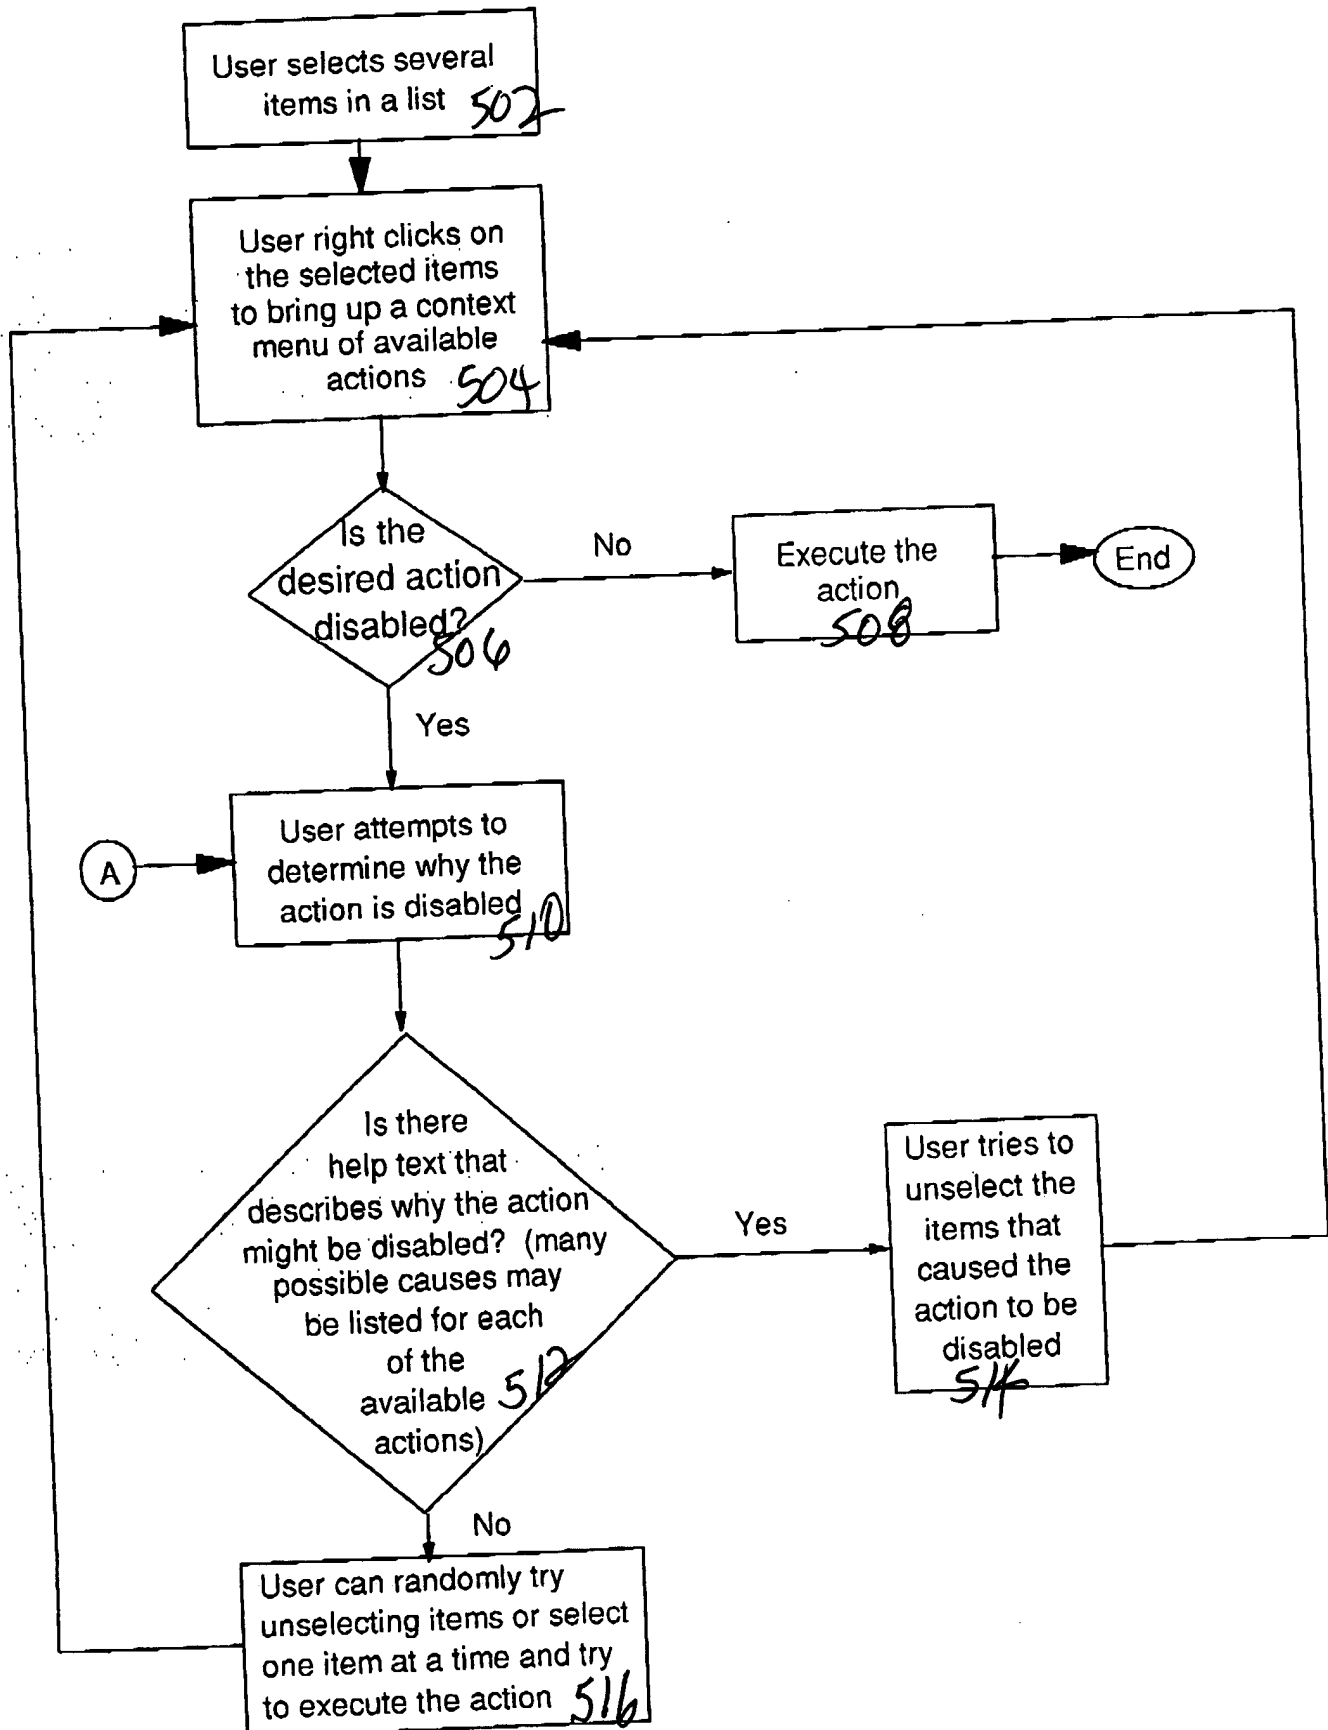 User selects several
items in a list 502
User right clicks on
the selected items
to bring up a context
menu of available
actions 504
Is the
desired action
disabled?
506
No
Execute the
action
508
End
Yes
A
User attempts to
determine why the
action is disabled
510
Is there
help text that
describes why the action
might be disabled? (many
possible causes may
be listed for each
of the
available 512
actions)
Yes
User tries to
unselect the
items that
caused the
action to be
disabled
514
No
User can randomly try
unselecting items or select
one item at a time and try
to execute the action 516